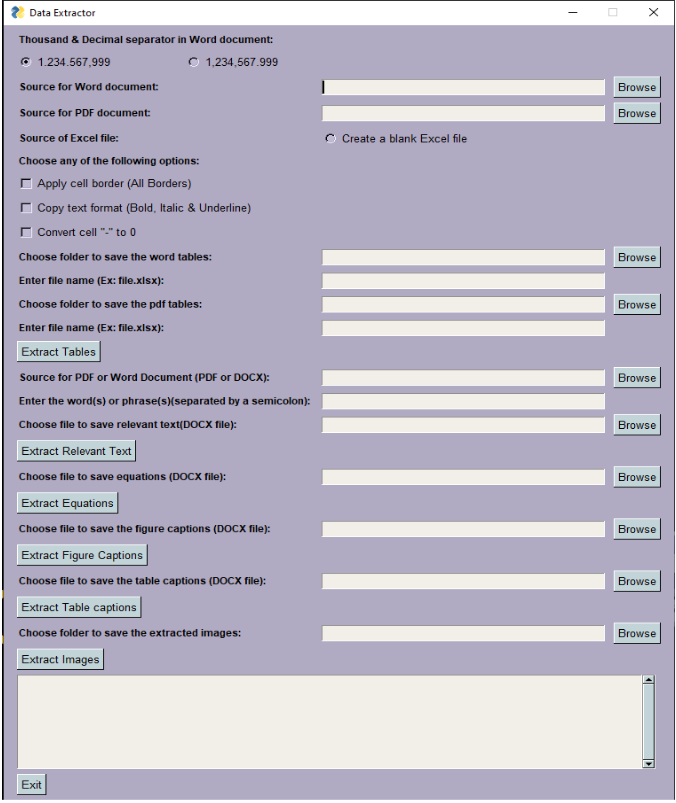 Data Extractor
Thousand & Decimal separator in Word document:
1.234.567,999 1,234,567.999
Source for Word document: Browse
Source for PDF document: Browse
Source of Excel file: Create a blank Excel file
Choose any of the following options:
Apply cell border (All Borders)
Copy text format (Bold, Italic & Underline)
Convert cell "-" to 0
Choose folder to save the word tables: Browse
Enter file name (Ex: file.xlsx):
Choose folder to save the pdf tables: Browse
Enter file name (Ex: file.xlsx):
Extract Tables
Source for PDF or Word Document (PDF or DOCX): Browse
Enter the word(s) or phrase(s)(separated by a semicolon):
Choose file to save relevant text(DOCX file): Browse
Extract Relevant Text
Choose file to save equations (DOCX file): Browse
Extract Equations
Choose file to save the figure captions (DOCX file): Browse
Extract Figure Captions
Choose file to save the table captions (DOCX file): Browse
Extract Table captions
Choose folder to save the extracted images: Browse
Extract Images
Exit